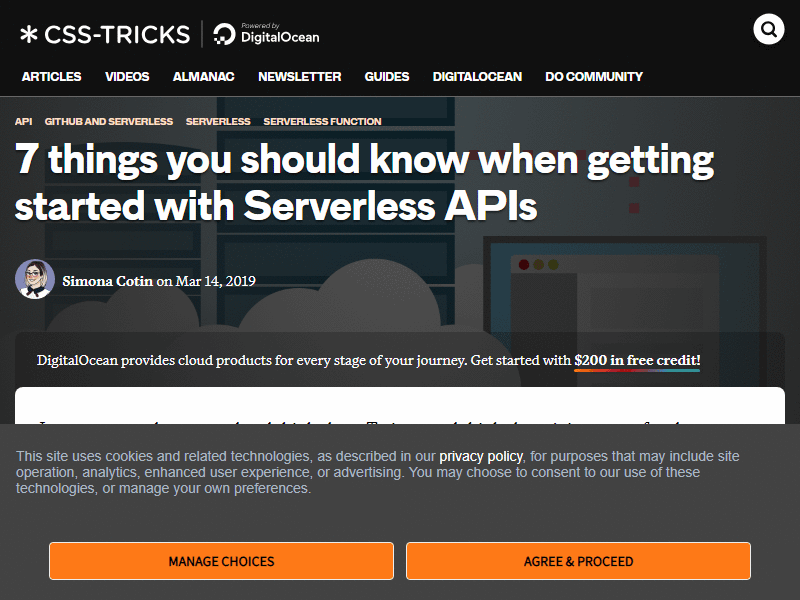 CSS-TRICKS
Powered by
DigitalOcean
ARTICLES VIDEOS ALMANAC NEWSLETTER GUIDES DIGITALOCEAN DO COMMUNITY
API GITHUB AND SERVERLESS SERVERLESS SERVERLESS FUNCTION
7 things you should know when getting
started with Serverless APIs
Simona Cotin on Mar 14, 2019
DigitalOcean provides cloud products for every stage of your journey. Get started with $200 in free credit!
This site uses cookies and related technologies, as described in our privacy policy, for purposes that may include site
operation, analytics, enhanced user experience, or advertising. You may choose to consent to our use of these
technologies, or manage your own preferences.
MANAGE CHOICES AGREE & PROCEED